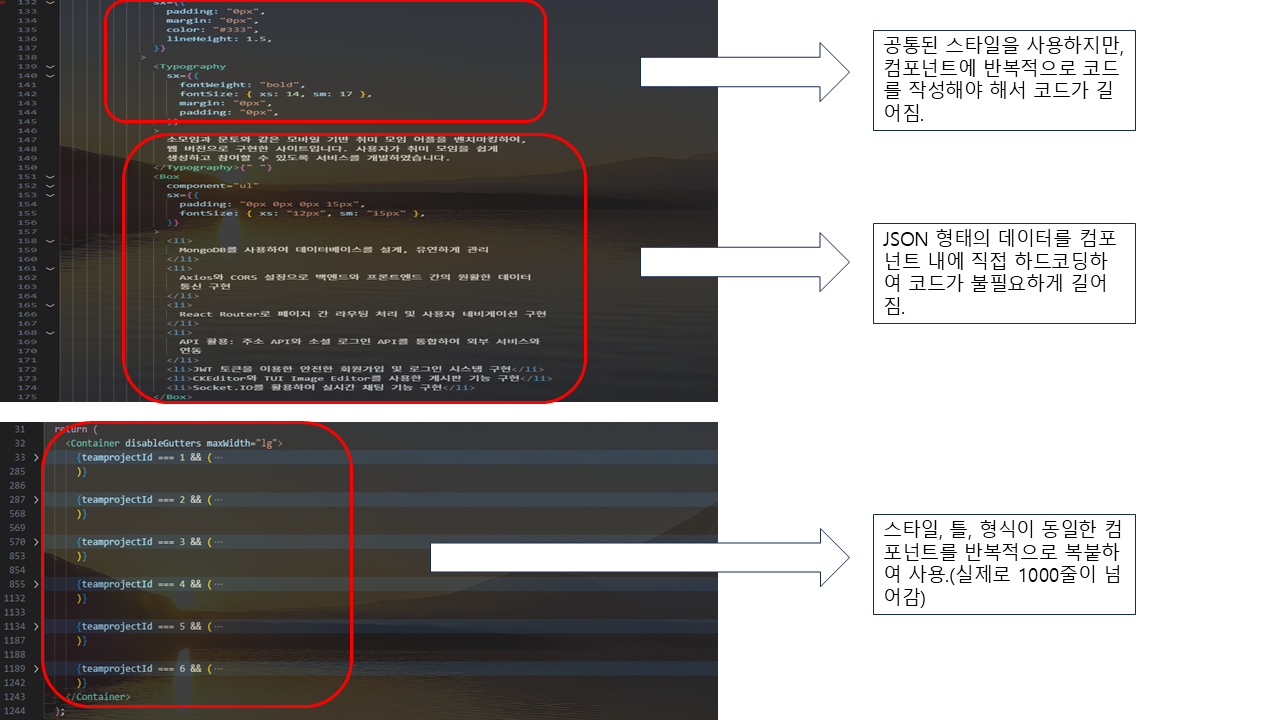 132 sx={{
133 padding: "0px",
134 margin: "0px",
135 color: "#333",
136 lineHeight: 1.5,
137 }}
138 >
139 <Typography
140 sx={{
141 fontWeight: "bold",
142 fontSize: { xs: 14, sm: 17 },
143 margin: "0px",
144 padding: "0px",
145 }}
146 >
147 소모임과 문토와 같은 모바일 기반 취미 모임 어플을 벤치마킹하여,
148 웹 버전으로 구현한 사이트입니다. 사용자가 취미 모임을 쉽게
149 생성하고 참여할 수 있도록 서비스를 개발하였습니다.
150 </Typography>{" "}
151 <Box
152 component="ul"
153 sx={{
154 padding: "0px 0px 0px 15px",
155 fontSize: { xs: "12px", sm: "15px" },
156 }}
157 >
158 <li>
159 MongoDB를 사용하여 데이터베이스를 설계, 유연하게 관리
160 </li>
161 <li>
162 Axios와 CORS 설정으로 백엔드와 프론트엔드 간의 원활한 데이터
163 통신 구현
164 </li>
165 <li>
166 React Router로 페이지 간 라우팅 처리 및 사용자 네비게이션 구현
167 </li>
168 <li>
169 API 활용: 주소 API와 소셜 로그인 API를 통합하여 외부 서비스와
170 연동
171 </li>
172 <li>JWT 토큰을 이용한 안전한 회원가입 및 로그인 시스템 구현</li>
173 <li>CKEditor와 TUI Image Editor를 사용한 게시판 기능 구현</li>
174 <li>Socket.IO를 활용하여 실시간 채팅 기능 구현</li>
175 </Box>
공통된 스타일을 사용하지만,
컴포넌트에 반복적으로 코드
를 작성해야 해서 코드가 길
어짐.
JSON 형태의 데이터를 컴포
넌트 내에 직접 하드코딩하
여 코드가 불필요하게 길어
짐.
31 return (
32 <Container disableGutters maxWidth="lg">
33 {teamprojectId === 1 && (···
285 )}
286
287 {teamprojectId === 2 && (···
568 )}
569
570 {teamprojectId === 3 && (···
853 )}
854
855 {teamprojectId === 4 && (···
1132 )}
1133
1134 {teamprojectId === 5 && (···
1187 )}
1188
1189 {teamprojectId === 6 && (···
1242 )}
1243 </Container>
1244 );
스타일, 틀, 형식이 동일한 컴
포넌트를 반복적으로 복붙하
여 사용.(실제로 1000줄이 넘
어감)